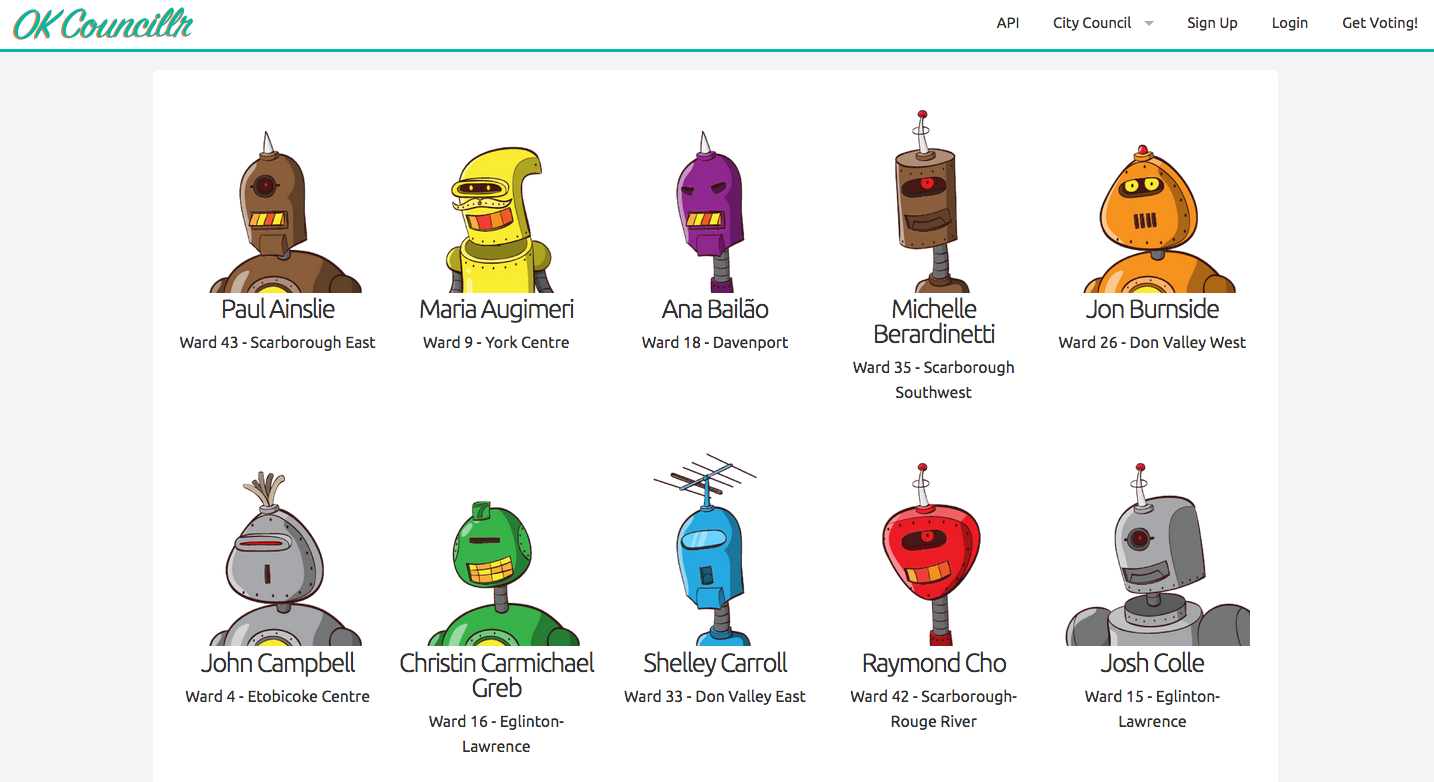 OK Councillr
API
City Council
Sign Up
Login
Get Voting!
Paul Ainslie
Ward 43 - Scarborough East
Maria Augimeri
Ward 9 - York Centre
Ana Bailão
Ward 18 - Davenport
Michelle
Berardinetti
Ward 35 - Scarborough
Southwest
Jon Burnside
Ward 26 - Don Valley West
John Campbell
Ward 4 - Etobicoke Centre
7
Christin Carmichael
Greb
Ward 16 - Eglinton-
Lawrence
Shelley Carroll
Ward 33 - Don Valley East
Raymond Cho
Ward 42 - Scarborough-
Rouge River
Josh Colle
Ward 15 - Eglinton-
Lawrence